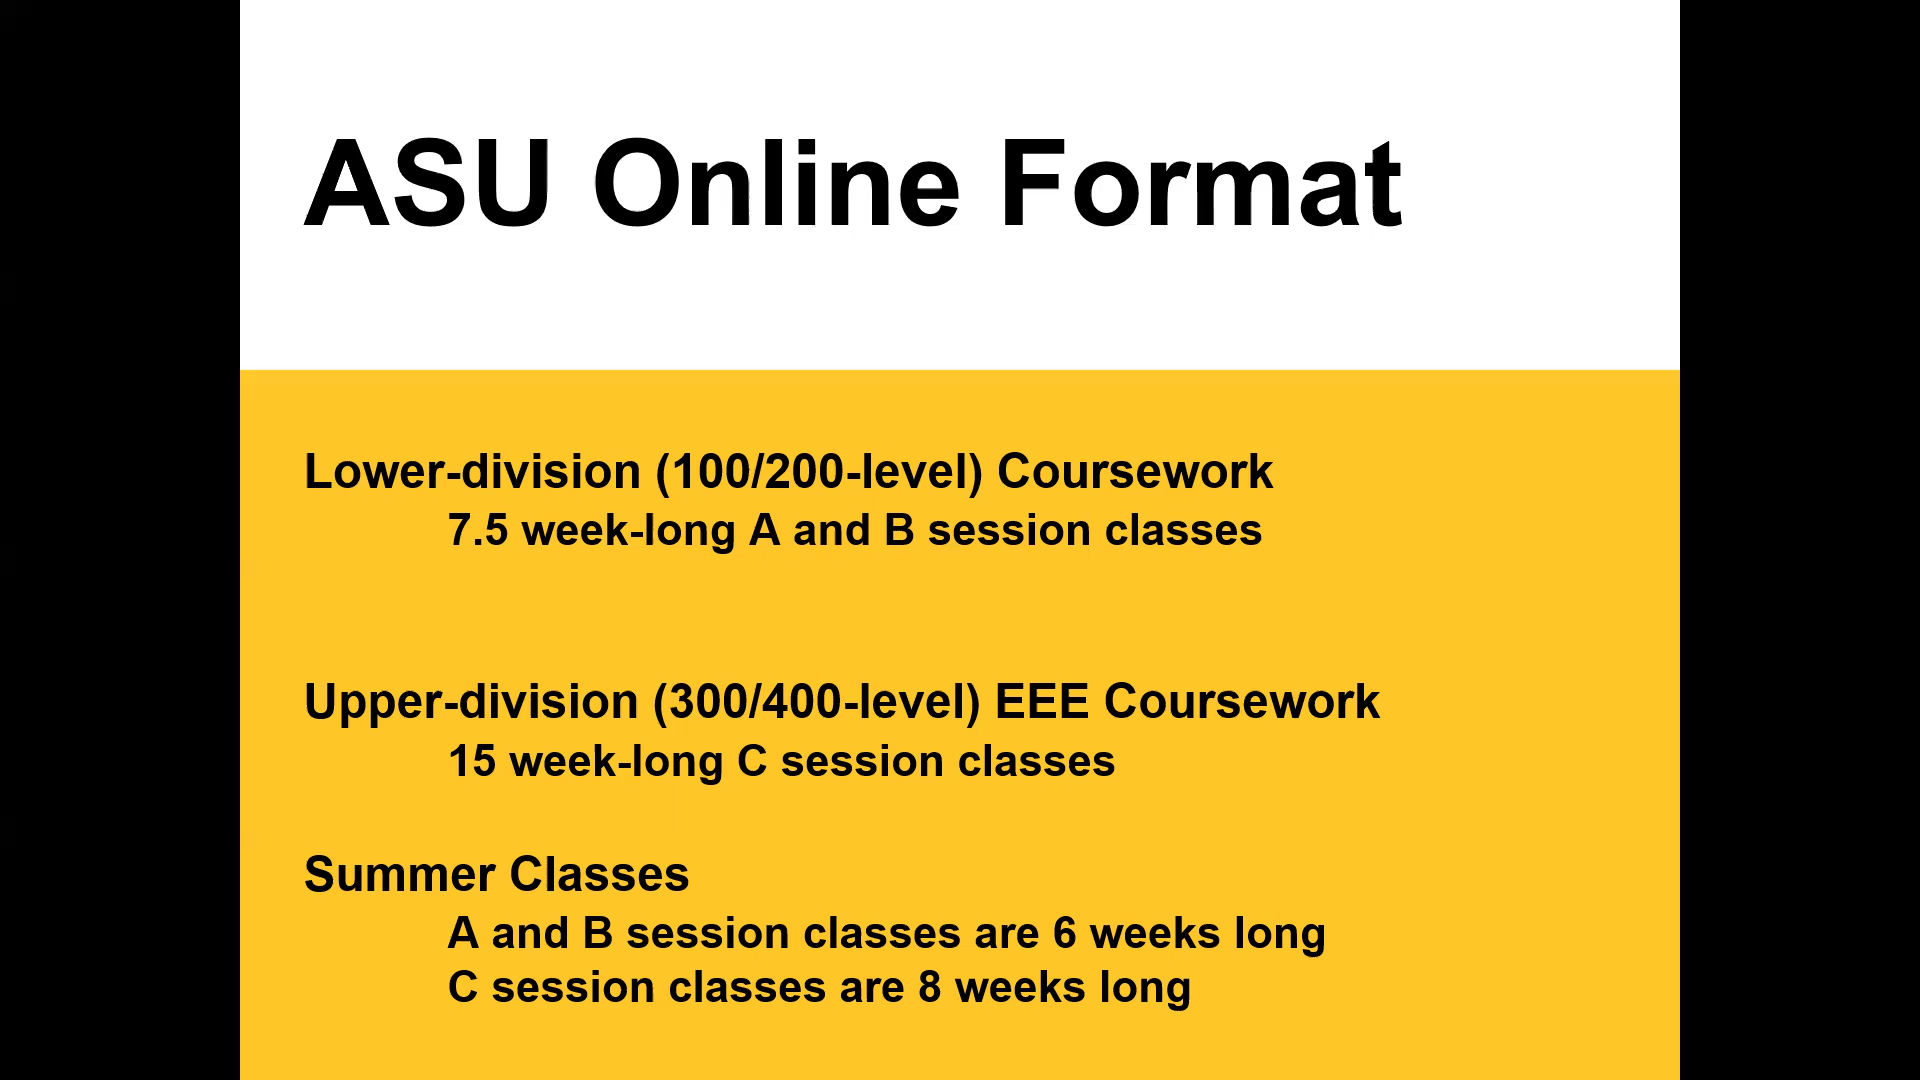 ASU Online Format
Lower-division (100/200-level) Coursework
7.5 week-long A and B session classes
Upper-division (300/400-level) EEE Coursework
15 week-long C session classes
Summer Classes
A and B session classes are 6 weeks long
C session classes are 8 weeks long